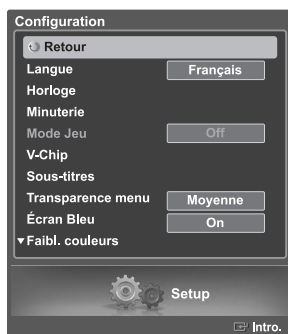 Configuration
Retour
Langue Français
Horloge
Minuterie
Mode Jeu Off
V-Chip
Sous-titres
Transparence menu Moyenne
Écran Bleu On
▼Faibl. couleurs
Setup
Intro.